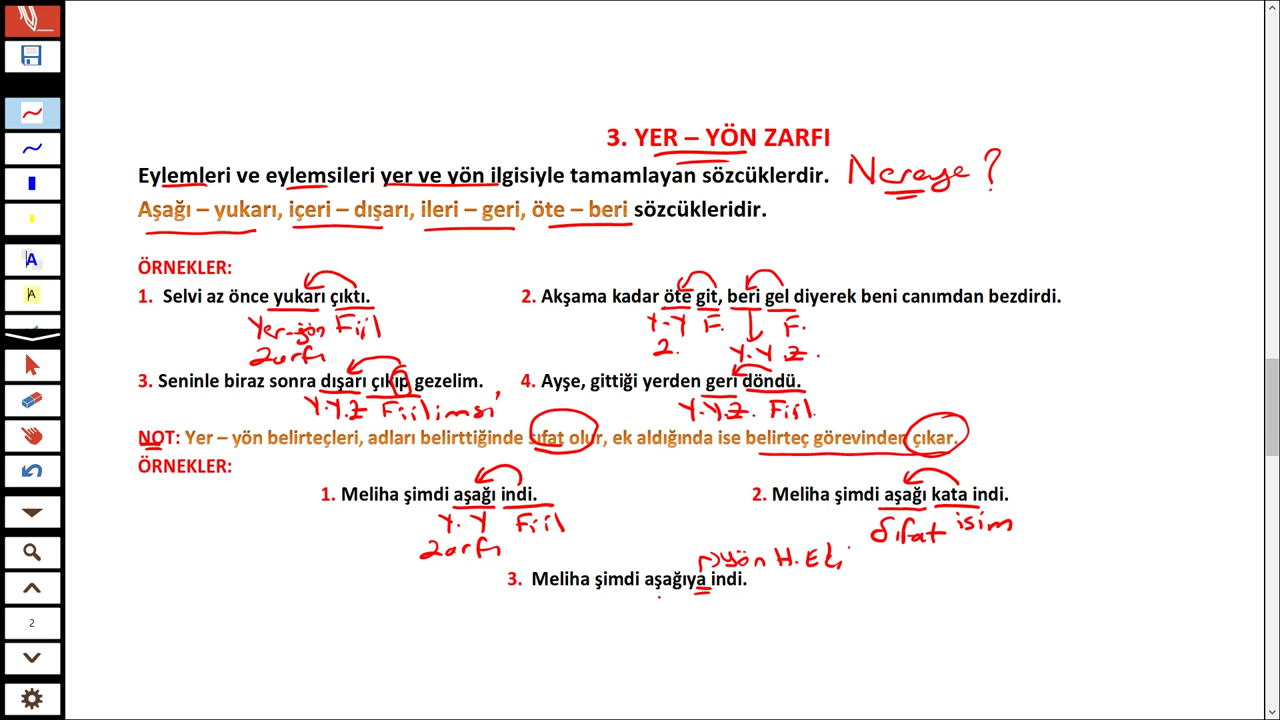 3. YER – YÖN ZARFI
Eylemleri ve eylemsileri yer ve yön ilgisiyle tamamlayan sözcüklerdir. Nereye?
Aşağı – yukarı, içeri – dışarı, ileri – geri, öte – beri sözcükleridir.
ÖRNEKLER:
1. Selvi az önce yukarı çıktı.
Yer-yön Fiil
Zarfı
2. Akşama kadar öte git, beri gel diyerek beni canımdan bezdirdi.
Y.Y F. F.
Z. Y.Y.Z.
3. Seninle biraz sonra dışarı çıkıp gezelim.
Y.Y.Z Fiilimsi
4. Ayşe, gittiği yerden geri döndü.
Y.Y.Z. Fiil
NOT: Yer – yön belirteçleri, adları belirttiğinde sıfat olur, ek aldığında ise belirteç görevinden çıkar.
ÖRNEKLER:
1. Meliha şimdi aşağı indi.
Y.Y Fiil
Zarfı
2. Meliha şimdi aşağı kata indi.
Sıfat isim
yön H. Eki
3. Meliha şimdi aşağıya indi.
A
A
2